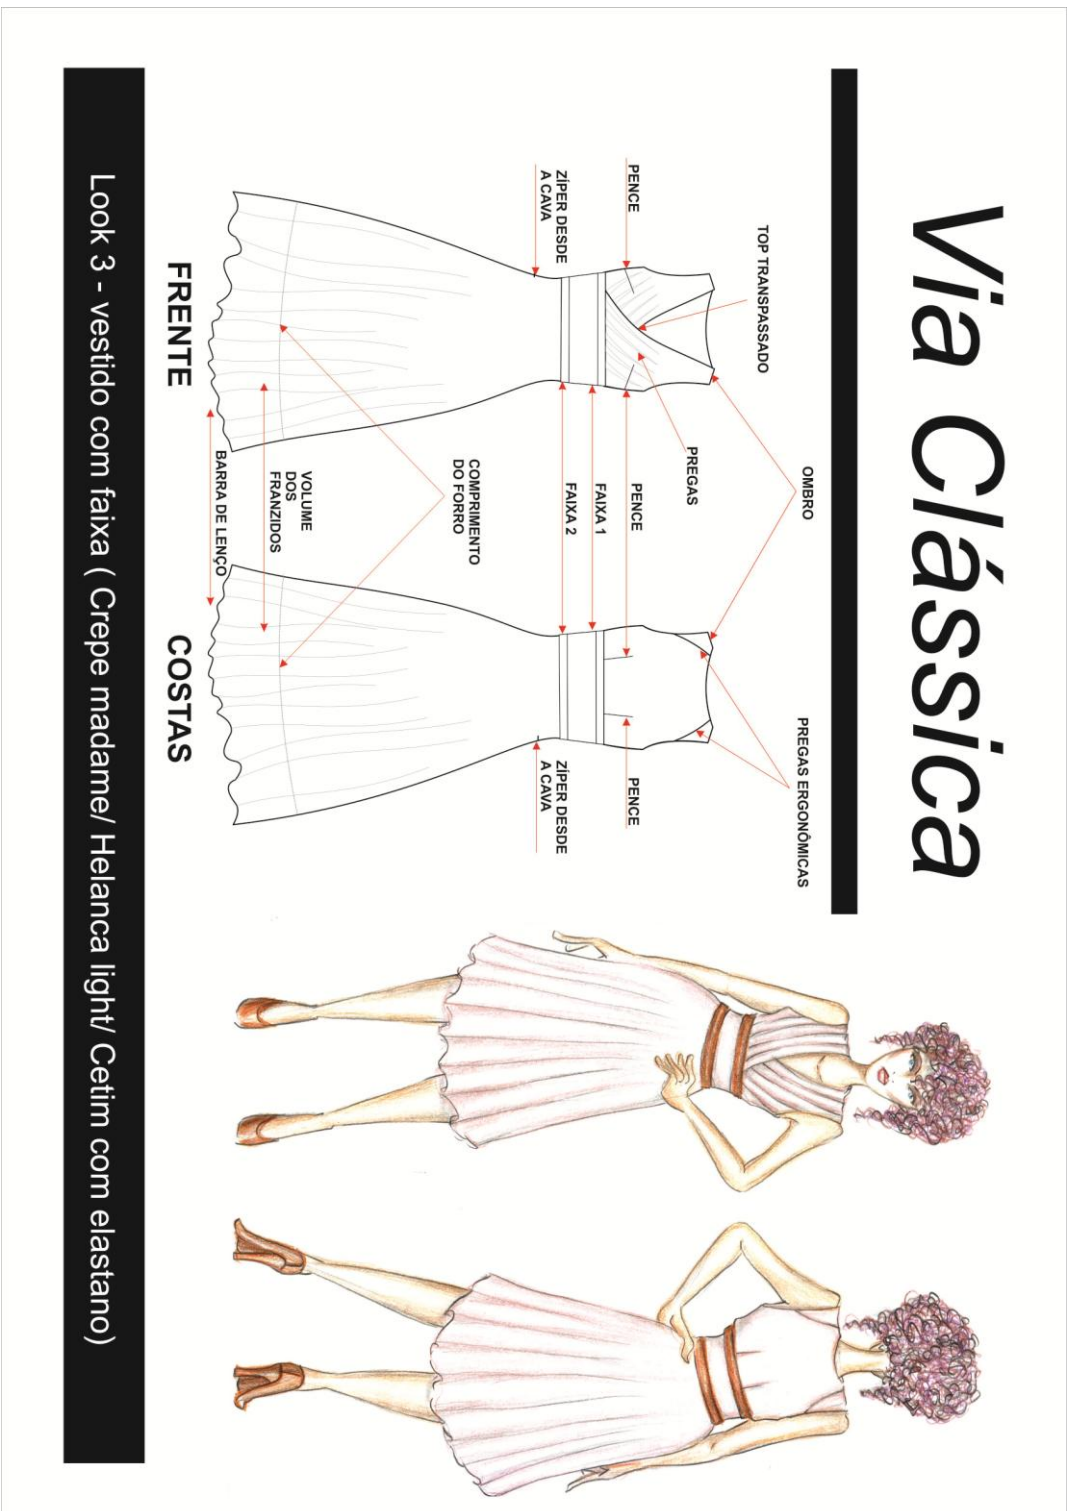 Via Clássica
OMBRO
PREGAS ERGONÔMICAS
TOP TRANSPASSADO
PREGAS
PENCE
PENCE
PENCE
FAIXA 1
FAIXA 2
ZÍPER DESDE
A CAVA
ZÍPER DESDE
A CAVA
COMPRIMENTO
DO FORRO
VOLUME
DOS
FRANZIDOS
BARRA DE LENÇO
FRENTE
COSTAS
Look 3 - vestido com faixa ( Crepe madame/ Helanca light/ Cetim com elastano)